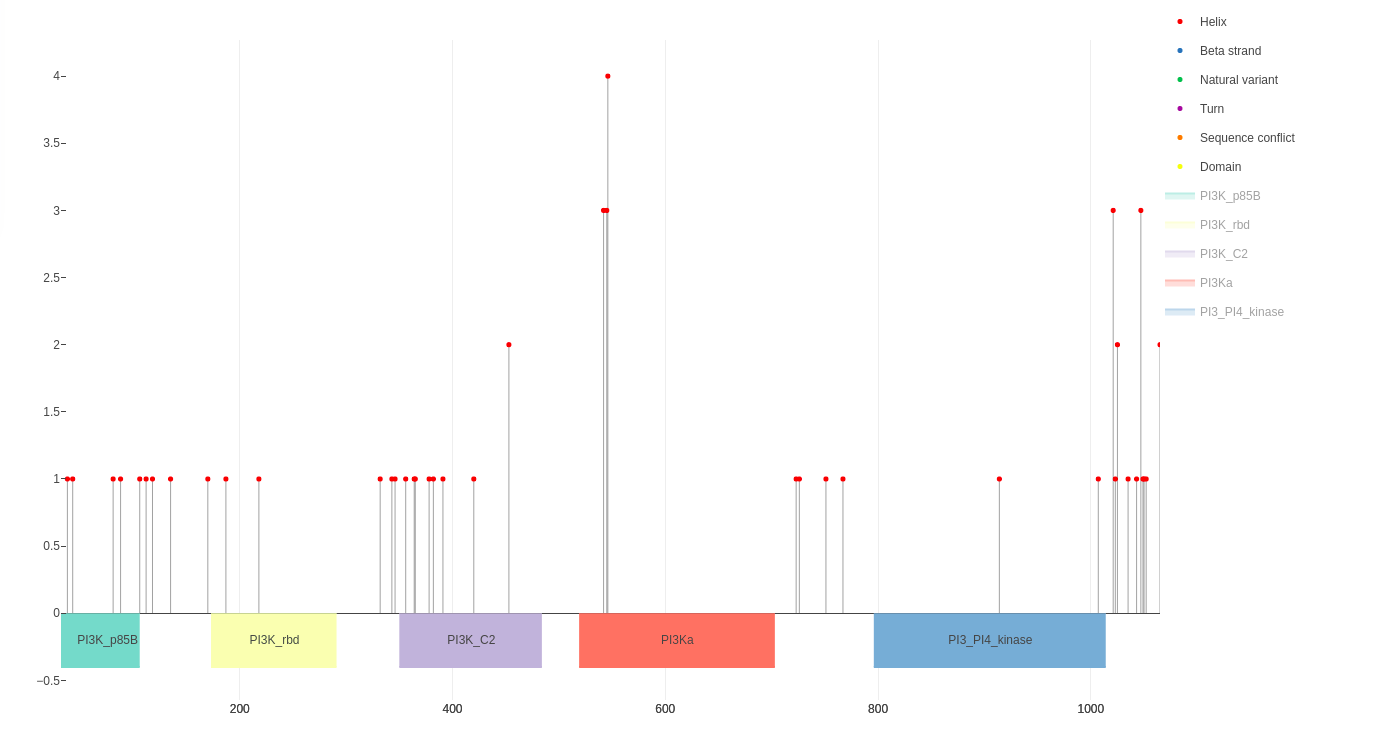 Helix
Beta strand
Natural variant
Turn
Sequence conflict
Domain
PI3K_p85B
PI3K_rbd
PI3K_C2
PI3Ka
PI3_PI4_kinase
4
3.5
3
2.5
2
1.5
1
0.5
0
−0.5
PI3K_p85B
PI3K_rbd
PI3K_C2
PI3Ka
PI3_PI4_kinase
200
400
600
800
1000